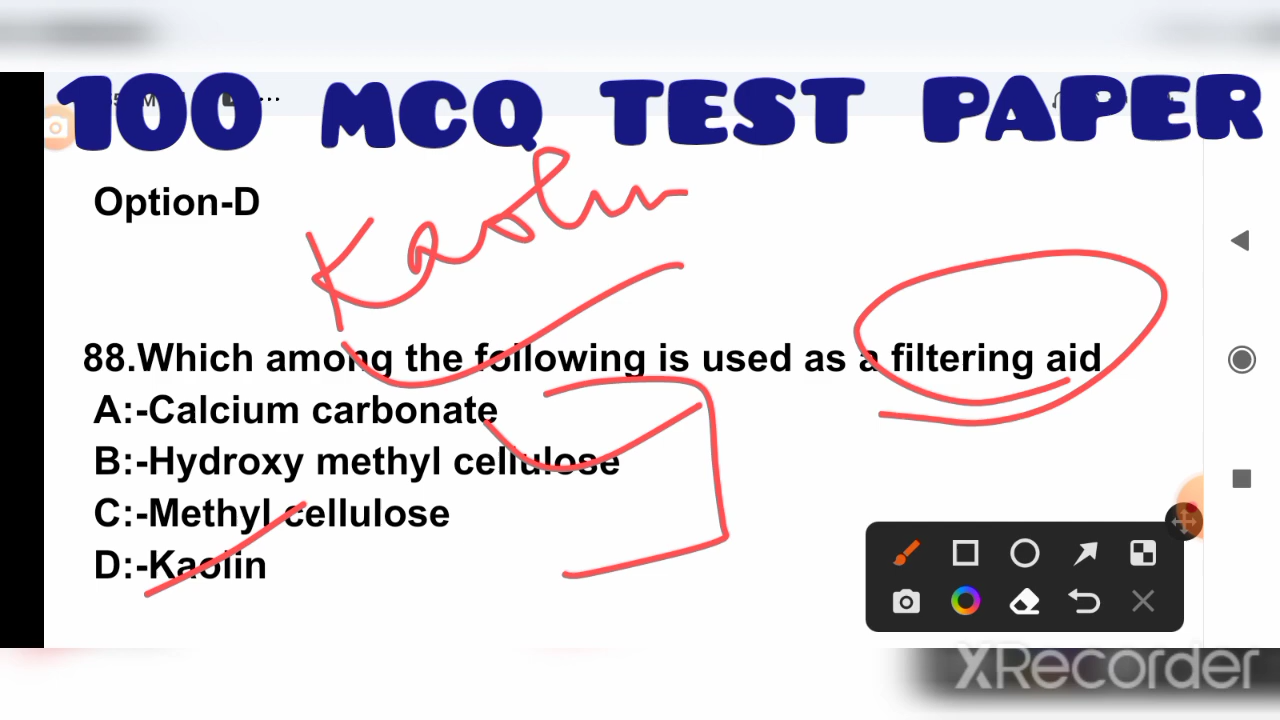 100 MCQ TEST PAPER
Option-D
Kaolin
88.Which among the following is used as a filtering aid
A:-Calcium carbonate
B:-Hydroxy methyl cellulose
C:-Methyl cellulose
D:-Kaolin
XRecorder